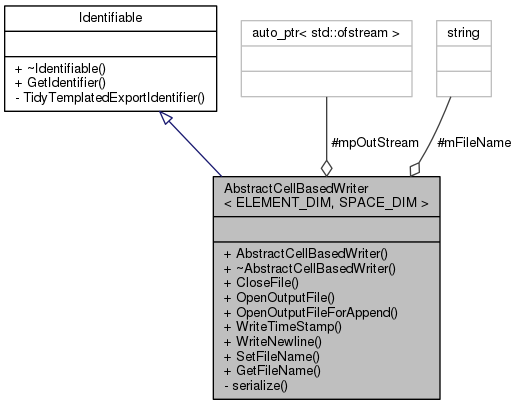 Identifiable
+ ~Identifiable()
+ GetIdentifier()
- TidyTemplatedExportIdentifier()
auto_ptr< std::ofstream >
string
#mpOutStream
#mFileName
AbstractCellBasedWriter
< ELEMENT_DIM, SPACE_DIM >
+ AbstractCellBasedWriter()
+ ~AbstractCellBasedWriter()
+ CloseFile()
+ OpenOutputFile()
+ OpenOutputFileForAppend()
+ WriteTimeStamp()
+ WriteNewline()
+ SetFileName()
+ GetFileName()
- serialize()